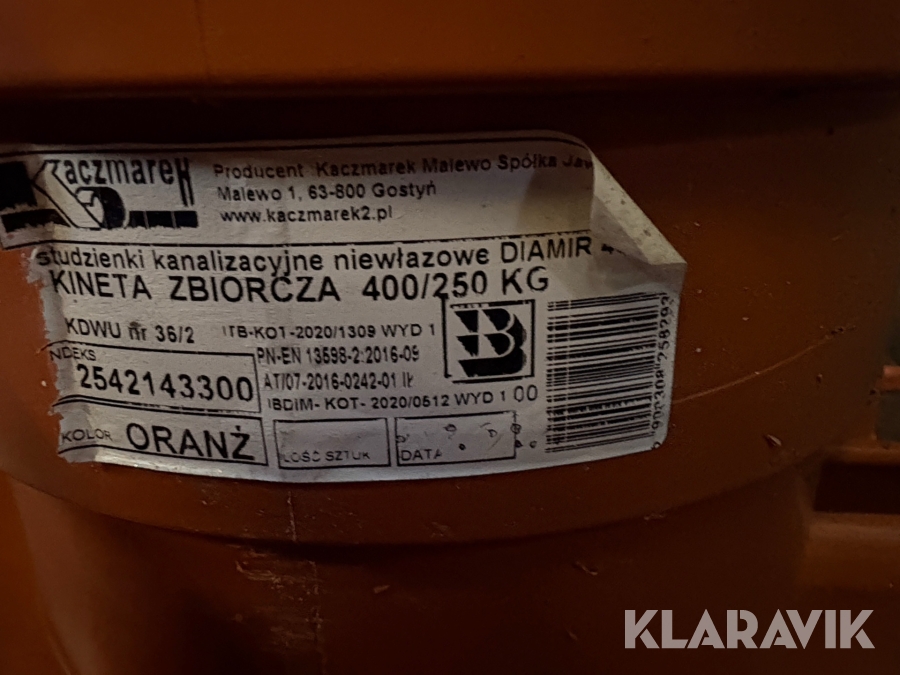 Kaczmarek
K2
Producent Kaczmarek Malewo Spółka
Malewo 1, 63-800 Gostyń
www.kaczmarek2.pl
studzienki kanalizacyjne niewłazowe DIAMIR
KINETA ZBIORCZA 400/250 KG
KDWU nr 36/2
ITB-KOT-2020/1309 WYD 1
INDEKS
2542143300
PN-EN 13598-2:2016-09
AT/07-2016-0242-01
IBDIM- KOT- 2020/0512 WYD 1 00
B
KOLOR ORANŻ
ILOŚĆ SZTUK
DATA
KLARAVIK